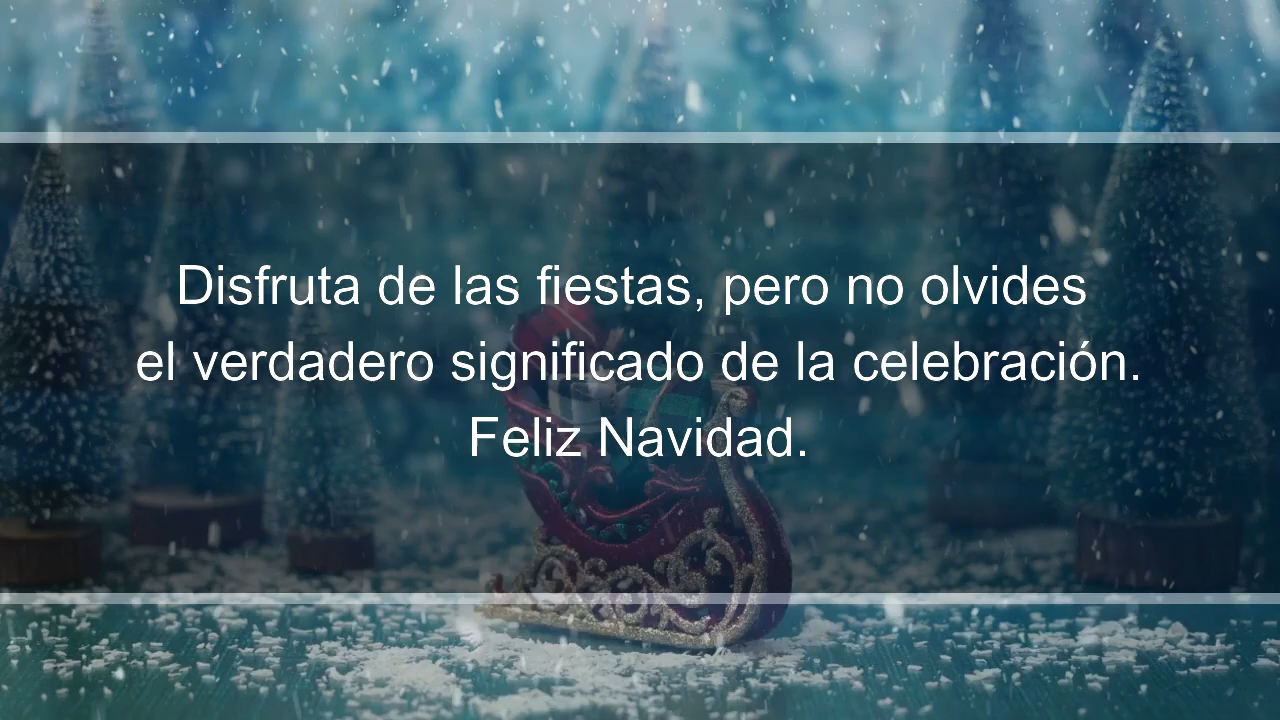 Disfruta de las fiestas, pero no olvides
el verdadero significado de la celebración.
Feliz Navidad.